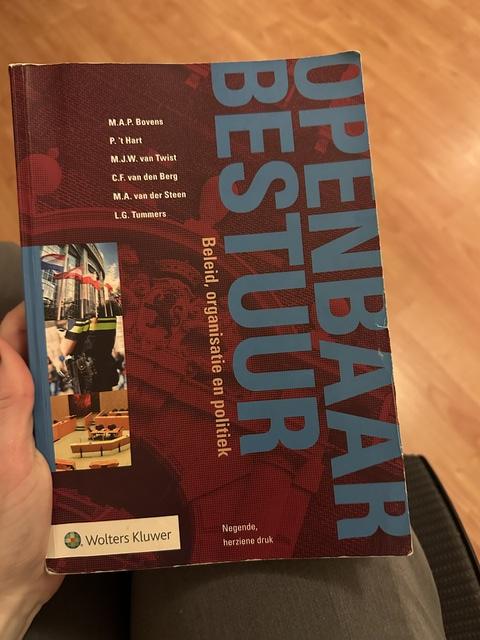 M.A.P. Bovens
P. 't Hart
M.J.W. van Twist
C.F. van den Berg
M.A. van der Steen
L.G. Tummers
OPENBAAR
BESTUUR
Beleid, organisatie en politiek
Wolters Kluwer
Negende,
herziene druk